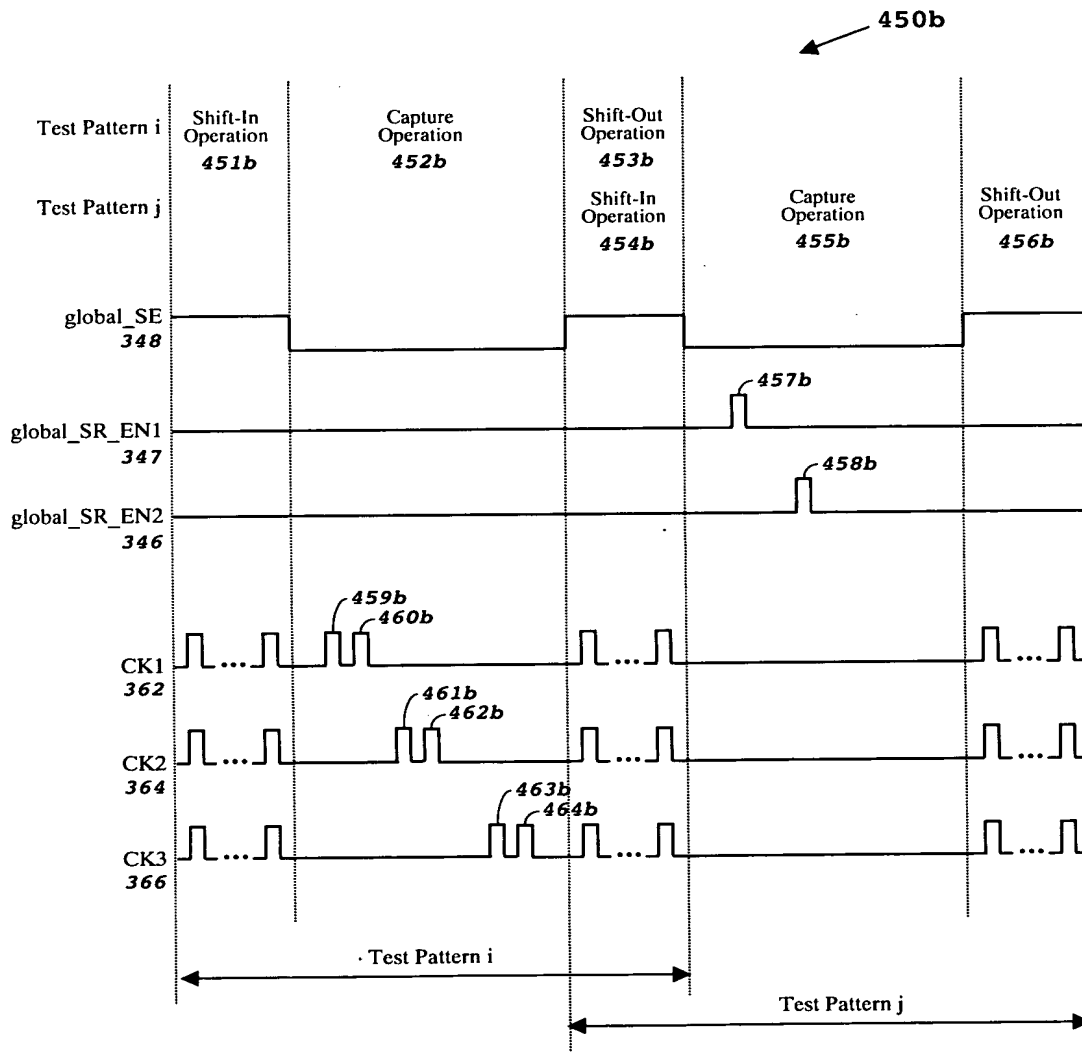 450b
Test Pattern i
Shift-In
Operation
451b
Capture
Operation
452b
Shift-Out
Operation
453b
Test Pattern j
Shift-In
Operation
454b
Capture
Operation
455b
Shift-Out
Operation
456b
global_SE
348
457b
global_SR_EN1
347
458b
global_SR_EN2
346
459b
460b
CK1
362
461b
462b
CK2
364
463b
464b
CK3
366
Test Pattern i
Test Pattern j